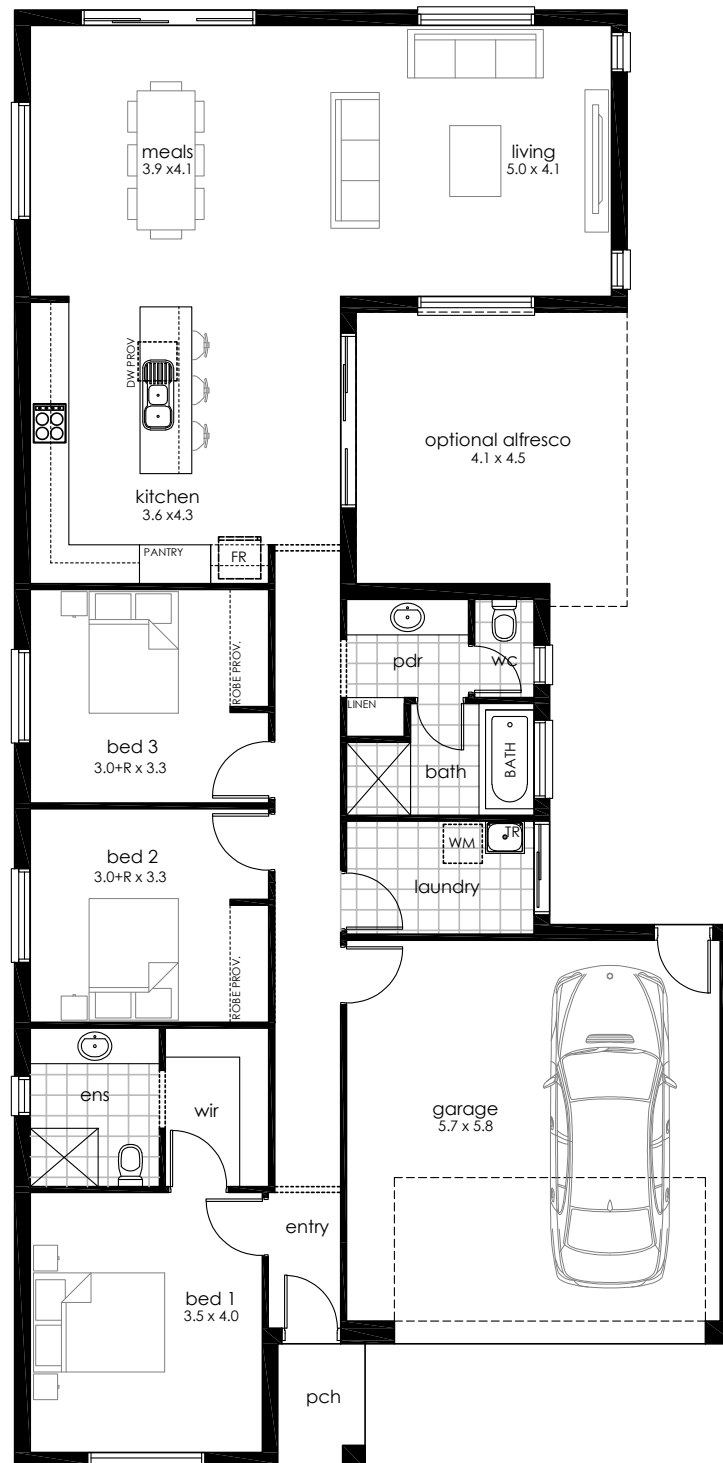 meals
3.9 x4.1
living
5.0 x 4.1
DW PROV
optional alfresco
4.1 x 4.5
kitchen
3.6 x4.3
PANTRY
FR
ROBE PROV.
pdr
wc
LINEN
bed 3
3.0+R x 3.3
bath
BATH
bed 2
3.0+R x 3.3
WM
TR
laundry
ROBE PROV.
ens
wir
garage
5.7 x 5.8
entry
bed 1
3.5 x 4.0
pch